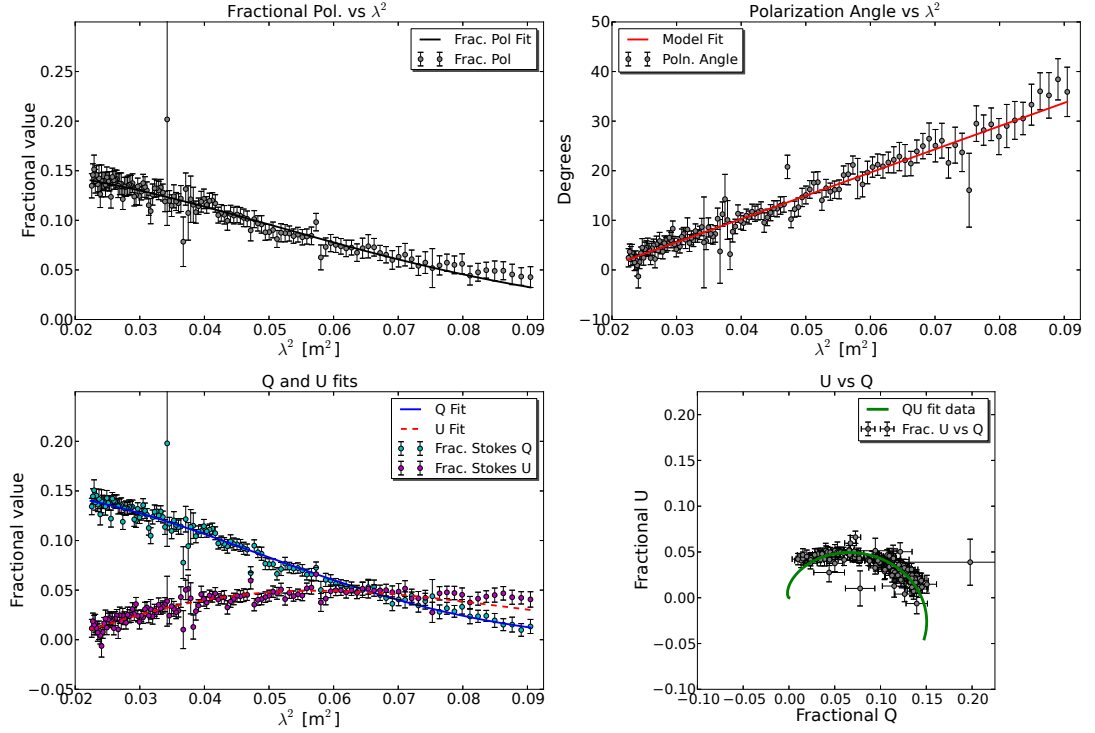 Fractional Pol. vs λ²
Fractional value
0.25
0.20
0.15
0.10
0.05
0.00
Frac. Pol Fit
Frac. Pol
0.02 0.03 0.04 0.05 0.06 0.07 0.08 0.09
λ² [m²]
Polarization Angle vs λ²
Degrees
50
40
30
20
10
0
−10
Model Fit
Poln. Angle
0.02 0.03 0.04 0.05 0.06 0.07 0.08 0.09
λ² [m²]
Q and U fits
Fractional value
0.20
0.15
0.10
0.05
0.00
−0.05
Q Fit
U Fit
Frac. Stokes Q
Frac. Stokes U
0.02 0.03 0.04 0.05 0.06 0.07 0.08 0.09
λ² [m²]
U vs Q
Fractional U
0.20
0.15
0.10
0.05
0.00
−0.05
−0.10
QU fit data
Frac. U vs Q
−0.10 −0.05 0.00 0.05 0.10 0.15 0.20
Fractional Q